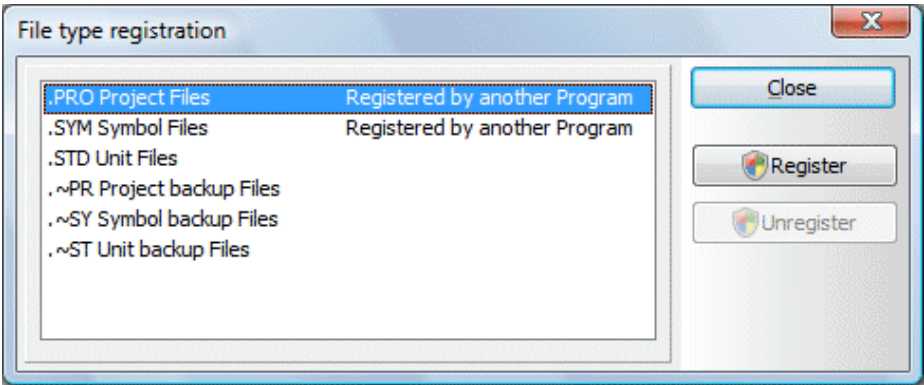 File type registration
.PRO Project Files Registered by another Program
.SYM Symbol Files Registered by another Program
.STD Unit Files
.~PR Project backup Files
.~SY Symbol backup Files
.~ST Unit backup Files
Close
Register
Unregister